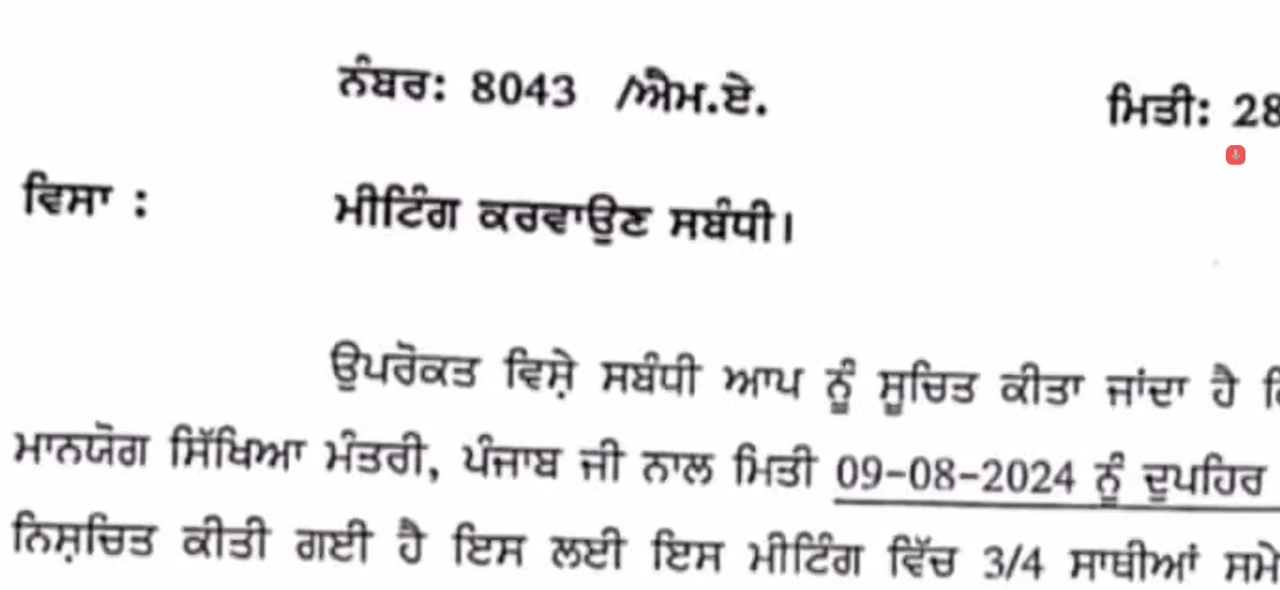 ਨੰਬਰ: 8043 /ਐਮ.ਏ. ਮਿਤੀ: 28
ਵਿਸਾ : ਮੀਟਿੰਗ ਕਰਵਾਉਣ ਸਬੰਧੀ।
ਉਪਰੋਕਤ ਵਿਸ਼ੇ ਸਬੰਧੀ ਆਪ ਨੂੰ ਸੂਚਿਤ ਕੀਤਾ ਜਾਂਦਾ ਹੈ
ਮਾਨਯੋਗ ਸਿੱਖਿਆ ਮੰਤਰੀ, ਪੰਜਾਬ ਜੀ ਨਾਲ ਮਿਤੀ 09-08-2024 ਨੂੰ ਦੁਪਹਿਰ
ਨਿਸ਼ਚਿਤ ਕੀਤੀ ਗਈ ਹੈ ਇਸ ਲਈ ਇਸ ਮੀਟਿੰਗ ਵਿੱਚ 3/4 ਸਾਥੀਆਂ ਸਮੇ